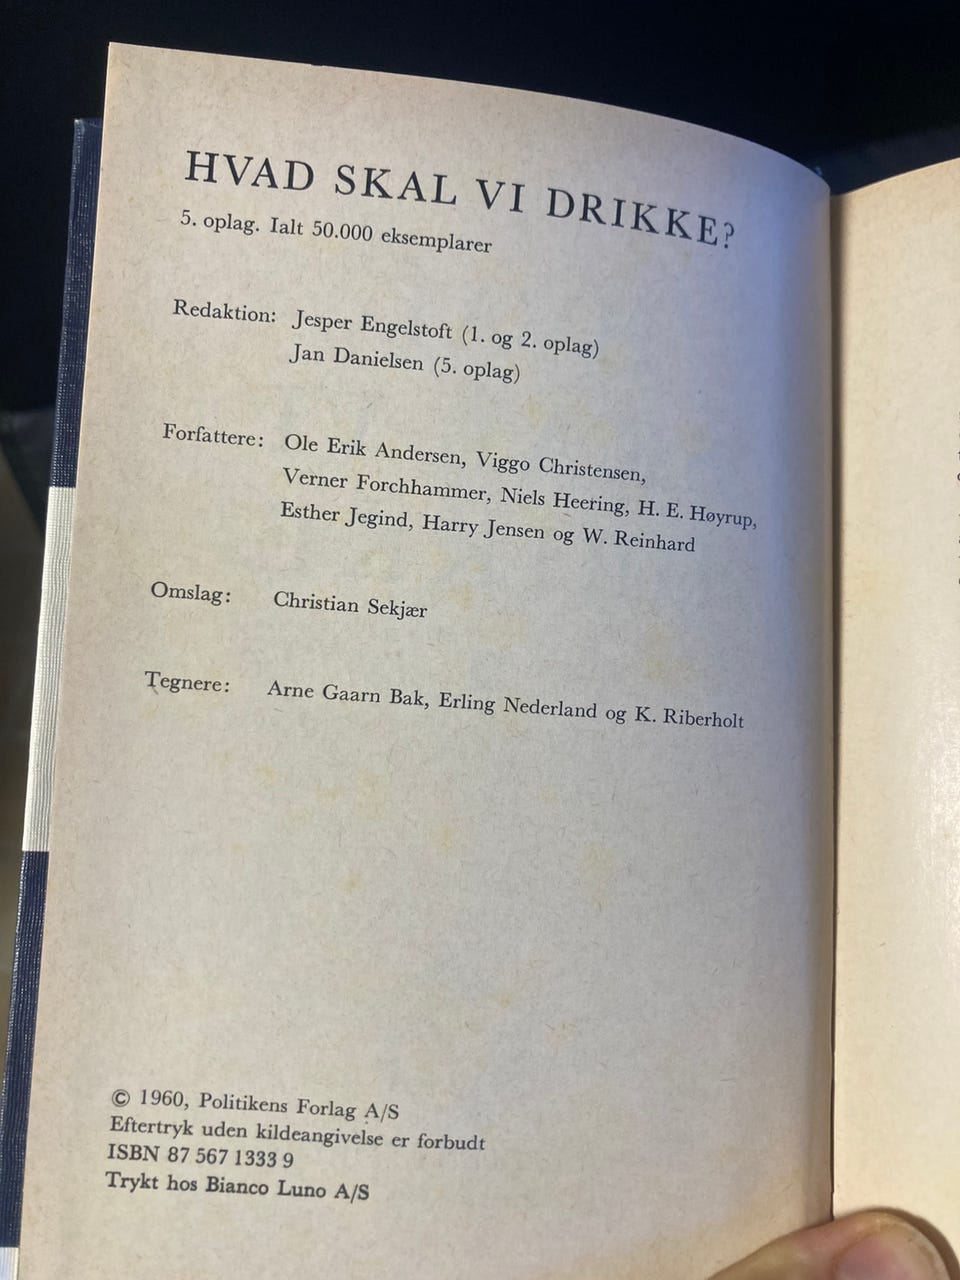 HVAD SKAL VI DRIKKE?
5. oplag. Ialt 50.000 eksemplarer
Redaktion: Jesper Engelstoft (1. og 2. oplag)
Jan Danielsen (5. oplag)
Forfattere: Ole Erik Andersen, Viggo Christensen,
Verner Forchhammer, Niels Heering, H. E. Høyrup,
Esther Jegind, Harry Jensen og W. Reinhard
Omslag: Christian Sekjær
Tegnere: Arne Gaarn Bak, Erling Nederland og K. Riberholt
© 1960, Politikens Forlag A/S
Eftertryk uden kildeangivelse er forbudt
ISBN 87 567 1333 9
Trykt hos Bianco Luno A/S